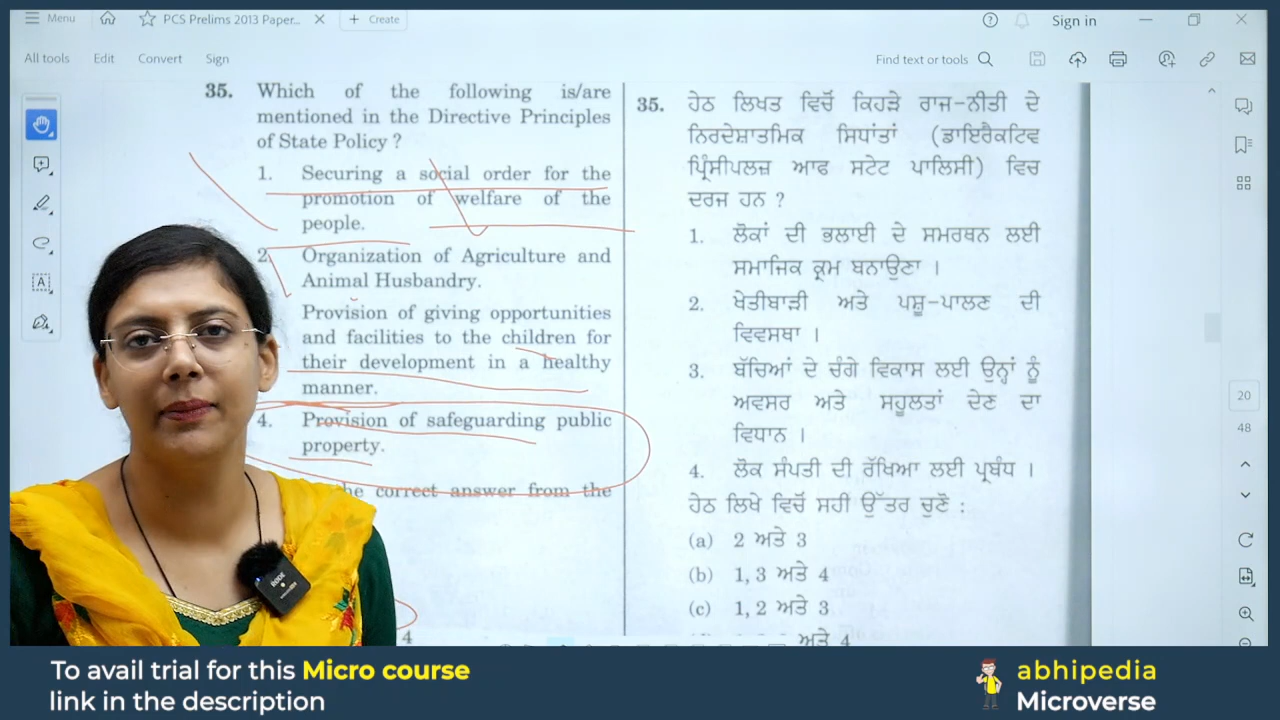 Menu
PCS Prelims 2013 Paper...
Create
Sign in
All tools
Edit
Convert
Sign
Find text or tools
35. Which of the following is/are
mentioned in the Directive Principles
of State Policy ?
1. Securing a social order for the
promotion of welfare of the
people.
2. Organization of Agriculture and
Animal Husbandry.
Provision of giving opportunities
and facilities to the children for
their development in a healthy
manner.
4. Provision of safeguarding public
property.
the correct answer from the
4
35. ਹੇਠ ਲਿਖਤ ਵਿਚੋਂ ਕਿਹੜੇ ਰਾਜ-ਨੀਤੀ ਦੇ
ਨਿਰਦੇਸ਼ਾਤਮਿਕ ਸਿਧਾਂਤਾਂ (ਡਾਇਰੈਕਟਿਵ
ਪ੍ਰਿੰਸੀਪਲਜ਼ ਆਫ ਸਟੇਟ ਪਾਲਿਸੀ) ਵਿਚ
ਦਰਜ ਹਨ ?
1. ਲੋਕਾਂ ਦੀ ਭਲਾਈ ਦੇ ਸਮਰਥਨ ਲਈ
ਸਮਾਜਿਕ ਕ੍ਰਮ ਬਨਾਉਣਾ ।
2. ਖੇਤੀਬਾੜੀ ਅਤੇ ਪਸ਼ੂ-ਪਾਲਣ ਦੀ
ਵਿਵਸਥਾ ।
3. ਬੱਚਿਆਂ ਦੇ ਚੰਗੇ ਵਿਕਾਸ ਲਈ ਉਨ੍ਹਾਂ ਨੂੰ
ਅਵਸਰ ਅਤੇ ਸਹੂਲਤਾਂ ਦੇਣ ਦਾ
ਵਿਧਾਨ ।
4. ਲੋਕ ਸੰਪਤੀ ਦੀ ਰੱਖਿਆ ਲਈ ਪ੍ਰਬੰਧ ।
ਹੇਠ ਲਿਖੇ ਵਿਚੋਂ ਸਹੀ ਉੱਤਰ ਚੁਣੋ :
(a) 2 ਅਤੇ 3
(b) 1, 3 ਅਤੇ 4
(c) 1, 2 ਅਤੇ 3
ਅਤੇ 4
20
48
RODE
To avail trial for this Micro course
link in the description
abhipedia
Microverse